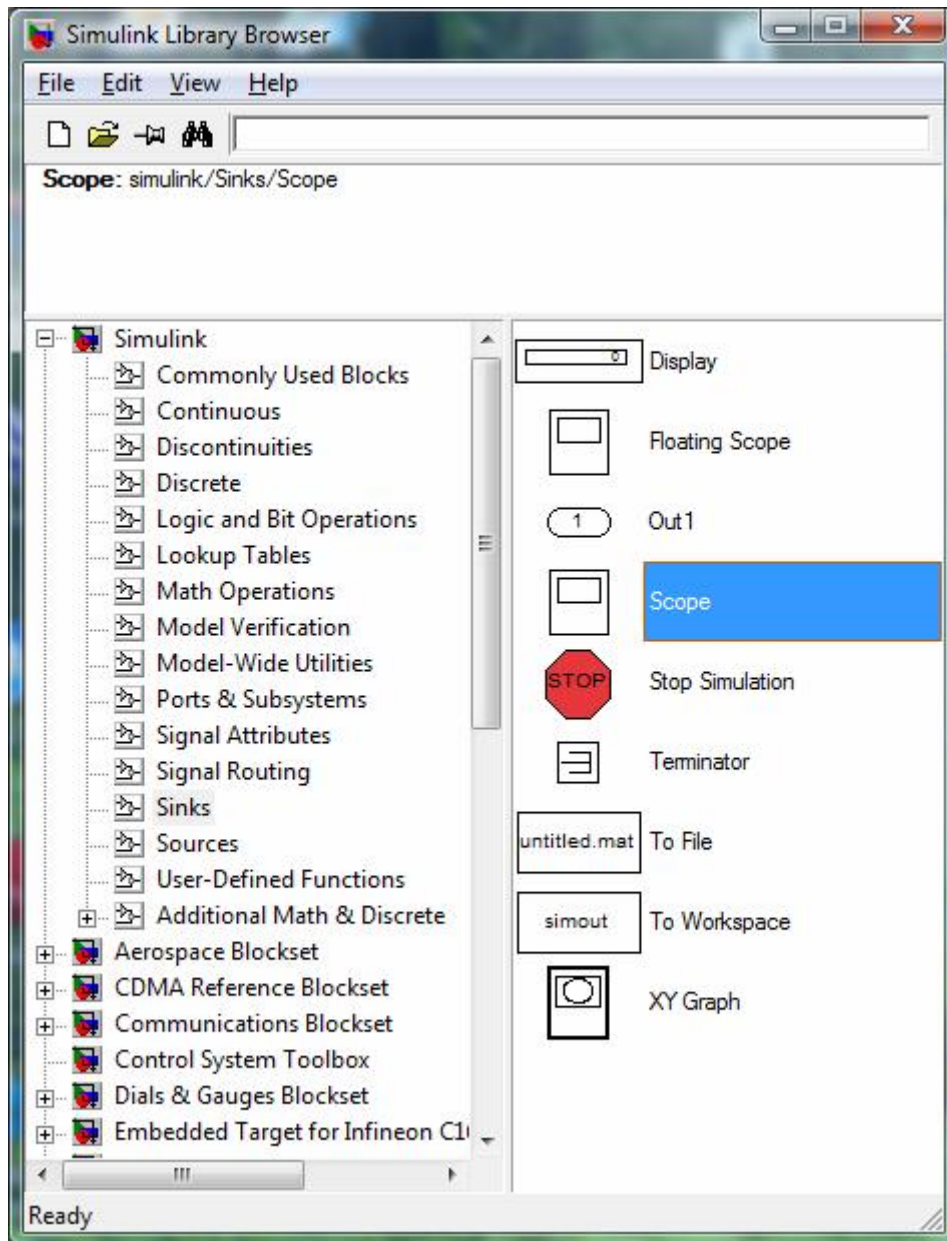 Simulink Library Browser
File Edit View Help
Scope: simulink/Sinks/Scope
Simulink
Commonly Used Blocks
Continuous
Discontinuities
Discrete
Logic and Bit Operations
Lookup Tables
Math Operations
Model Verification
Model-Wide Utilities
Ports & Subsystems
Signal Attributes
Signal Routing
Sinks
Sources
User-Defined Functions
Additional Math & Discrete
Aerospace Blockset
CDMA Reference Blockset
Communications Blockset
Control System Toolbox
Dials & Gauges Blockset
Embedded Target for Infineon C1
0 Display
Floating Scope
1 Out1
Scope
STOP Stop Simulation
Terminator
untitled.mat To File
simout To Workspace
XY Graph
Ready